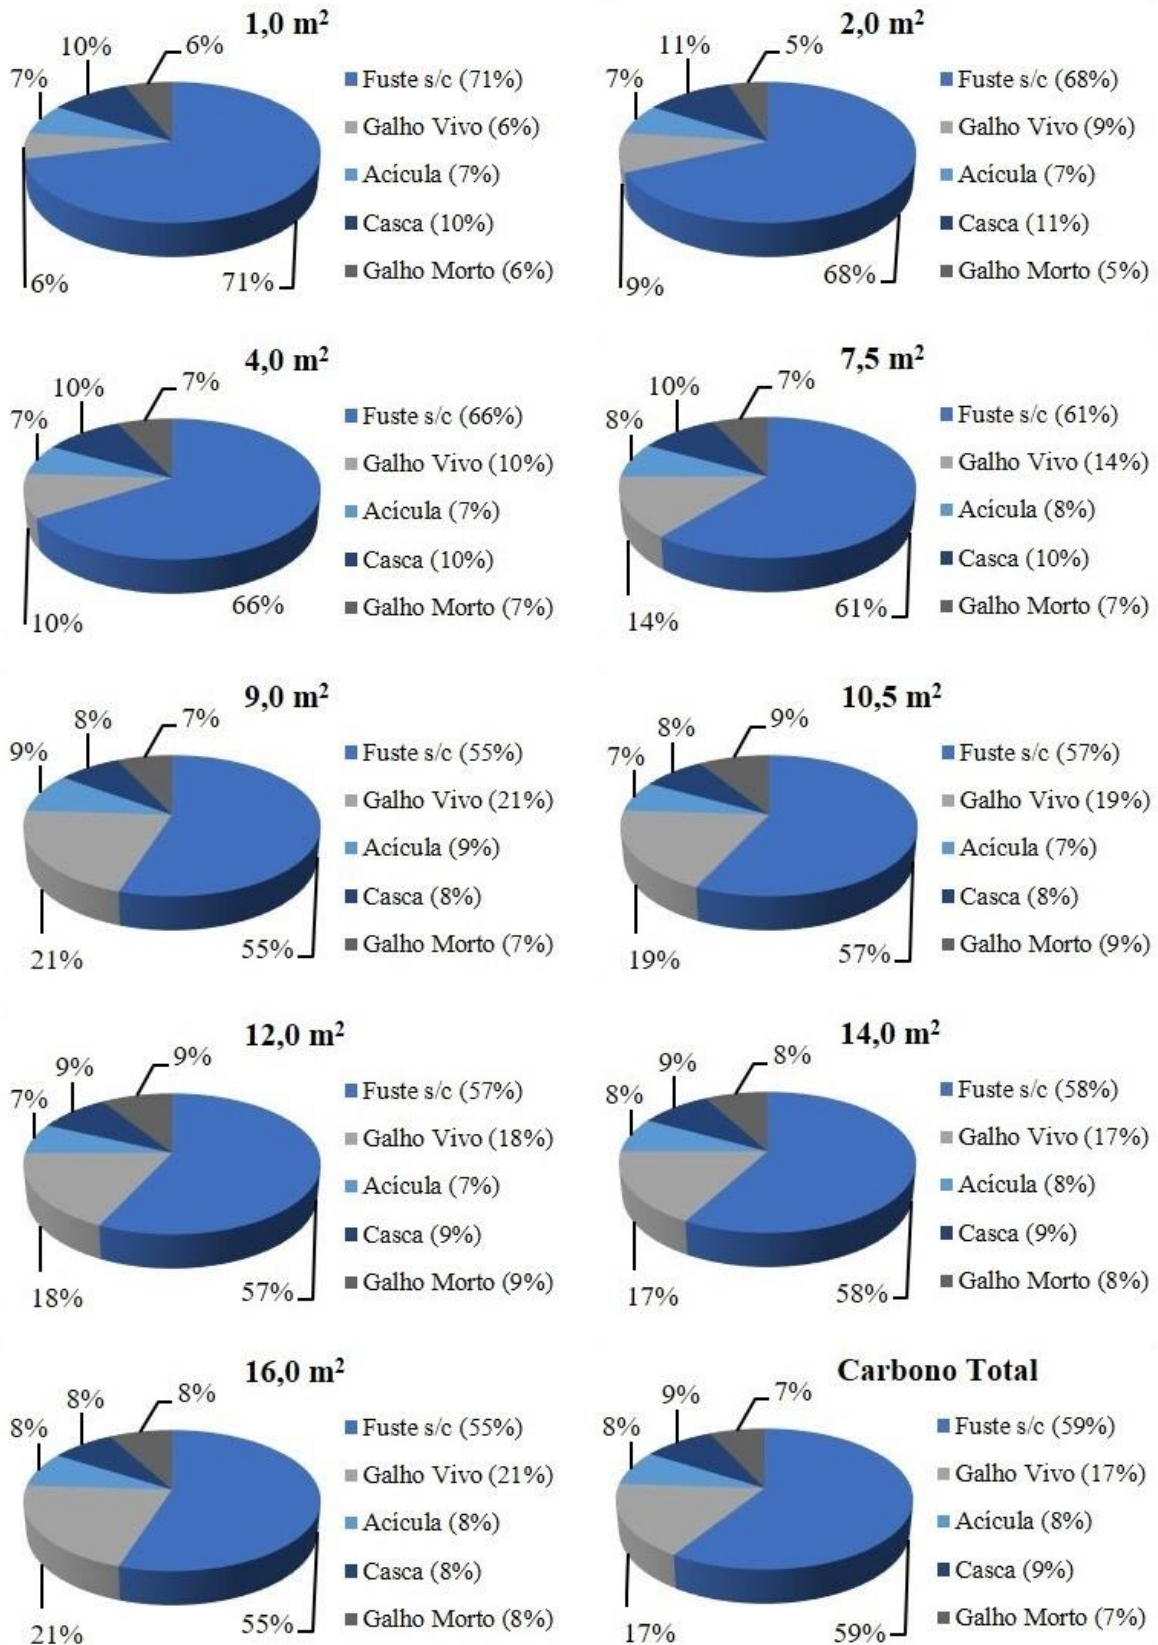 1,0 m²
10%
6%
7%
6%
71%
Fuste s/c (71%)
Galho Vivo (6%)
Acícula (7%)
Casca (10%)
Galho Morto (6%)
2,0 m²
11%
5%
7%
9%
68%
Fuste s/c (68%)
Galho Vivo (9%)
Acícula (7%)
Casca (11%)
Galho Morto (5%)
4,0 m²
10%
7%
7%
10%
66%
Fuste s/c (66%)
Galho Vivo (10%)
Acícula (7%)
Casca (10%)
Galho Morto (7%)
7,5 m²
10%
7%
8%
14%
61%
Fuste s/c (61%)
Galho Vivo (14%)
Acícula (8%)
Casca (10%)
Galho Morto (7%)
9,0 m²
8%
7%
9%
21%
55%
Fuste s/c (55%)
Galho Vivo (21%)
Acícula (9%)
Casca (8%)
Galho Morto (7%)
10,5 m²
8%
9%
7%
19%
57%
Fuste s/c (57%)
Galho Vivo (19%)
Acícula (7%)
Casca (8%)
Galho Morto (9%)
12,0 m²
9%
9%
7%
18%
57%
Fuste s/c (57%)
Galho Vivo (18%)
Acícula (7%)
Casca (9%)
Galho Morto (9%)
14,0 m²
9%
8%
8%
17%
58%
Fuste s/c (58%)
Galho Vivo (17%)
Acícula (8%)
Casca (9%)
Galho Morto (8%)
16,0 m²
8%
8%
8%
21%
55%
Fuste s/c (55%)
Galho Vivo (21%)
Acícula (8%)
Casca (8%)
Galho Morto (8%)
Carbono Total
9%
7%
8%
17%
59%
Fuste s/c (59%)
Galho Vivo (17%)
Acícula (8%)
Casca (9%)
Galho Morto (7%)